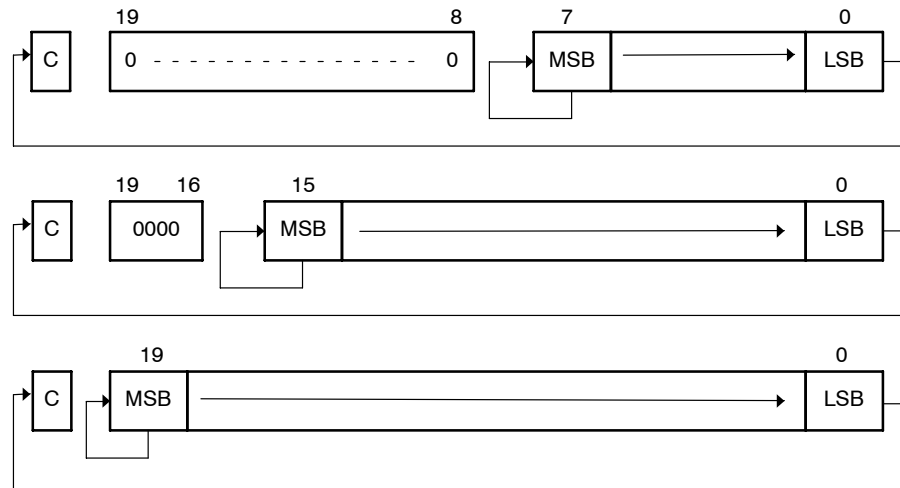 19 8 7 0
C 0 - - - - - - - - - - - - - - - 0 MSB LSB
19 16 15 0
C 0000 MSB LSB
19 0
C MSB LSB